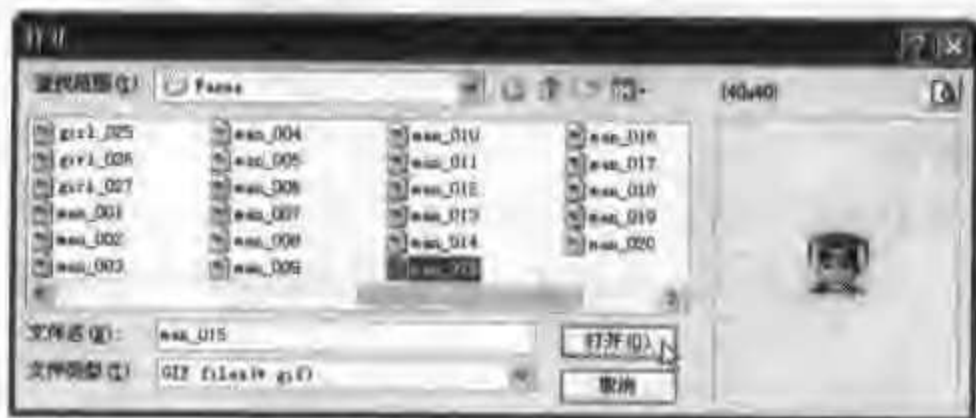 打开
查找范围(I) Faces (40x40)
girl_025 man_004 man_010 man_016
girl_026 man_005 man_011 man_017
girl_027 man_006 man_012 man_018
man_001 man_007 man_013 man_019
man_002 man_008 man_014 man_020
man_003 man_009 man_015
文件名(N): man_015 打开(O)
文件类型(T) GIF files(*.gif) 取消